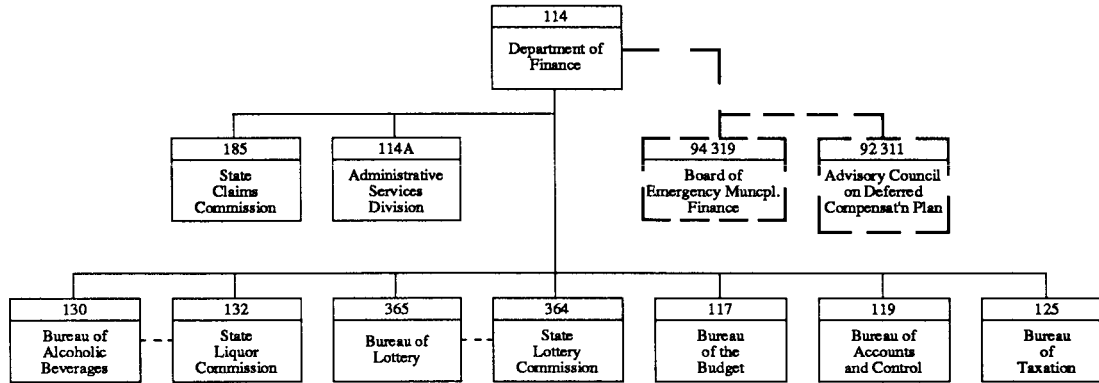 114
Department of
Finance
185
State
Claims
Commission
114A
Administrative
Services
Division
94 319
Board of
Emergency Muncpl.
Finance
92 311
Advisory Council
on Deferred
Compensat'n Plan
130
Bureau of
Alcoholic
Beverages
132
State
Liquor
Commission
365
Bureau of
Lottery
364
State
Lottery
Commission
117
Bureau
of the
Budget
119
Bureau of
Accounts
and Control
125
Bureau
of
Taxation